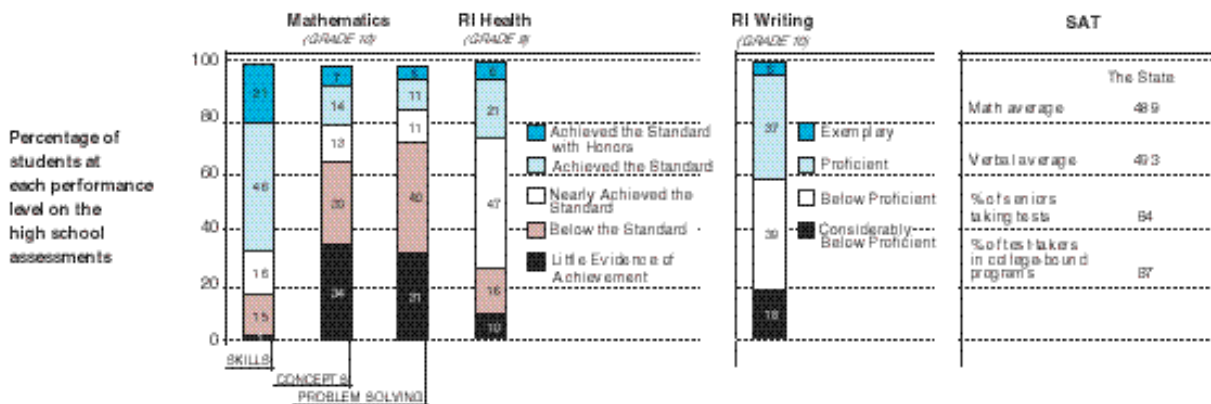 Mathematics
(GRADE 10)
RI Health
(GRADE 9)
RI Writing
(GRADE 10)
SAT
Percentage of
students at
each performance
level on the
high school
assessments
100
80
60
40
20
0
21
46
16
15
7
14
13
34
11
11
40
31
21
47
16
10
SKILLS
CONCEPTS
PROBLEM SOLVING
Achieved the Standard
with Honors
Achieved the Standard
Nearly Achieved the
Standard
Below the Standard
Little Evidence of
Achievement
37
39
18
Exemplary
Proficient
Below Proficient
Considerably
Below Proficient
The State
Math average 489
Verbal average 493
% of seniors
taking tests 64
% of test-takers
in college-bound
programs